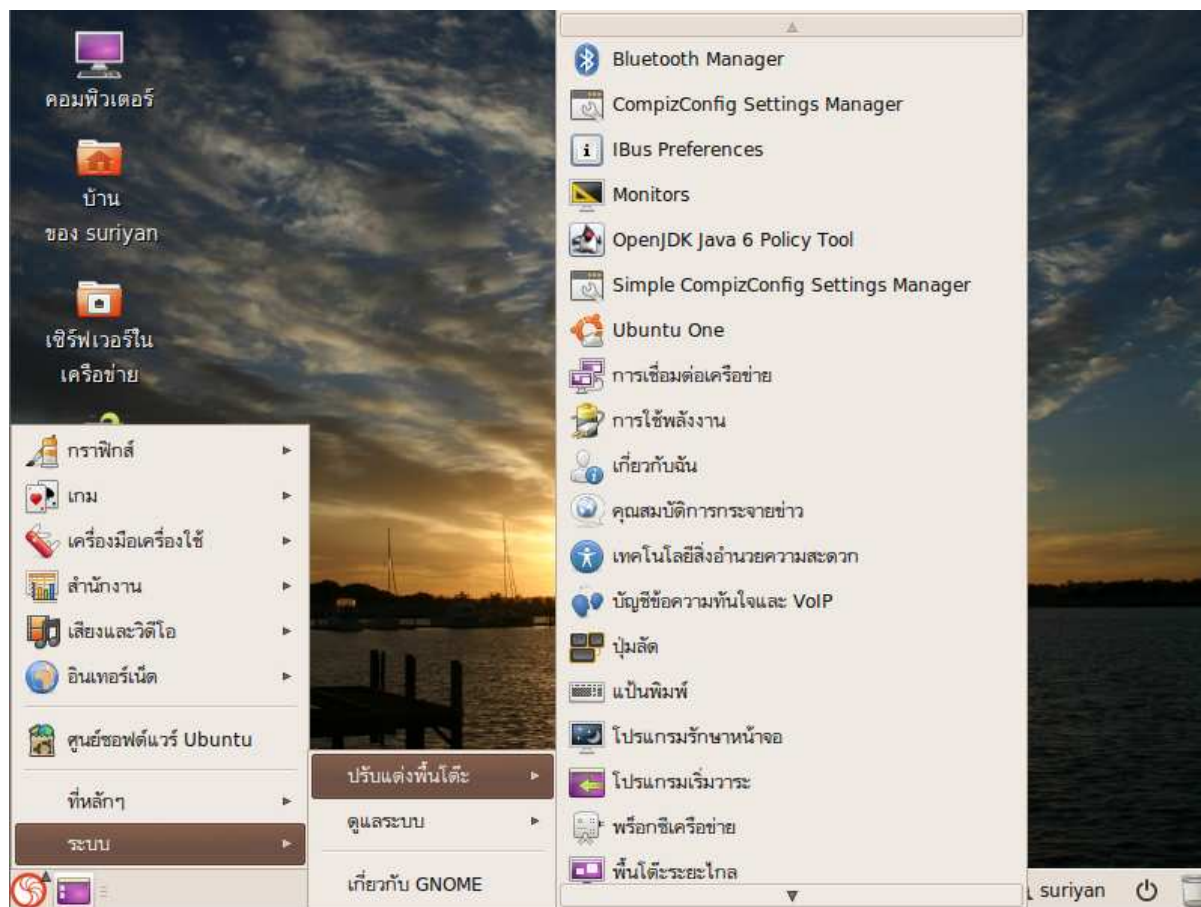 คอมพิวเตอร์
บ้าน
ของ suriyan
เซิร์ฟเวอร์ใน
เครือข่าย
กราฟิกส์
เกม
เครื่องมือเครื่องใช้
สำนักงาน
เสียงและวิดีโอ
อินเทอร์เน็ต
ศูนย์ซอฟต์แวร์ Ubuntu
ที่หลักๆ
ระบบ
ปรับแต่งพื้นโต๊ะ
ดูแลระบบ
เกี่ยวกับ GNOME
Bluetooth Manager
CompizConfig Settings Manager
IBus Preferences
Monitors
OpenJDK Java 6 Policy Tool
Simple CompizConfig Settings Manager
Ubuntu One
การเชื่อมต่อเครือข่าย
การใช้พลังงาน
เกี่ยวกับฉัน
คุณสมบัติการกระจายข่าว
เทคโนโลยีสิ่งอำนวยความสะดวก
บัญชีข้อความทันใจและ VoIP
ปุ่มลัด
แป้นพิมพ์
โปรแกรมรักษาหน้าจอ
โปรแกรมเริ่มวาระ
พร็อกซีเครือข่าย
พื้นโต๊ะระยะไกล
suriyan